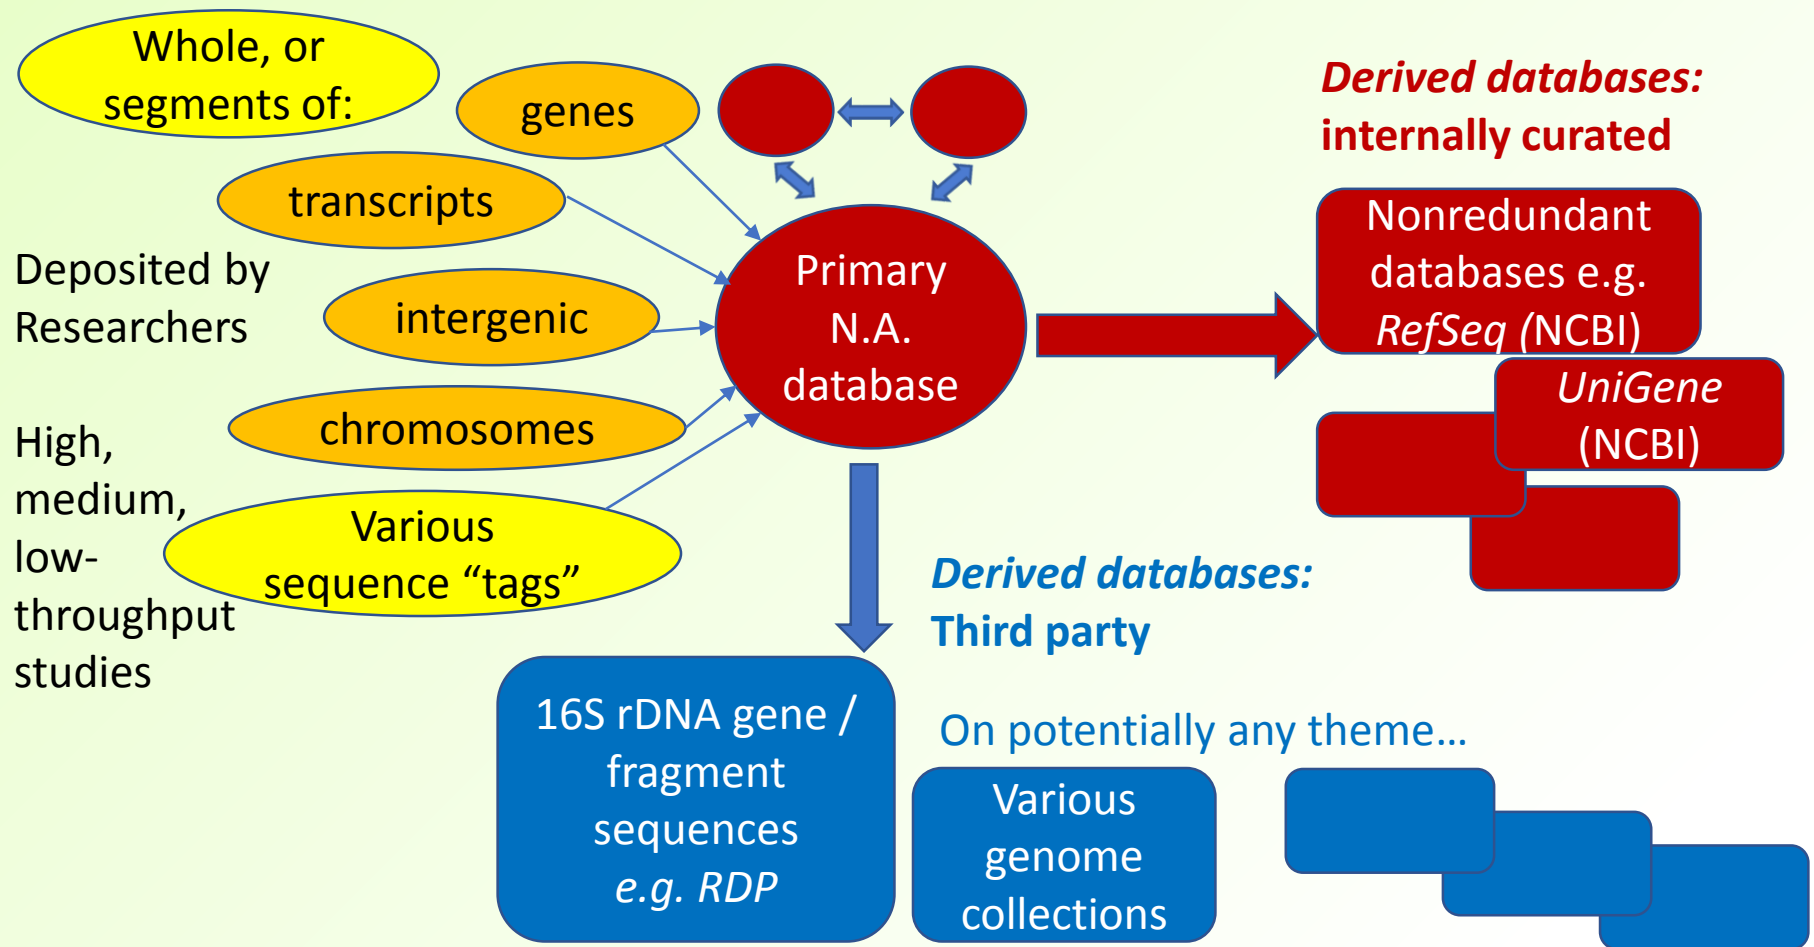 Whole, or
segments of:
genes
transcripts
intergenic
chromosomes
Various
sequence “tags”
Deposited by
Researchers
High,
medium,
low-
throughput
studies
Primary
N.A.
database
Derived databases:
internally curated
Nonredundant
databases e.g.
RefSeq (NCBI)
UniGene
(NCBI)
Derived databases:
Third party
On potentially any theme…
16S rDNA gene /
fragment
sequences
e.g. RDP
Various
genome
collections